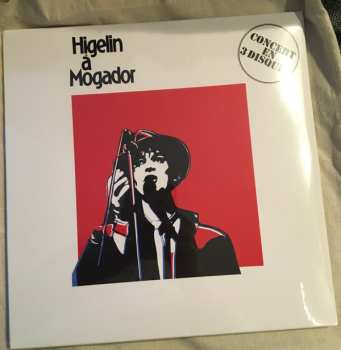 Higelin
à
Mogador
CONCERT
EN
3 DISQUES